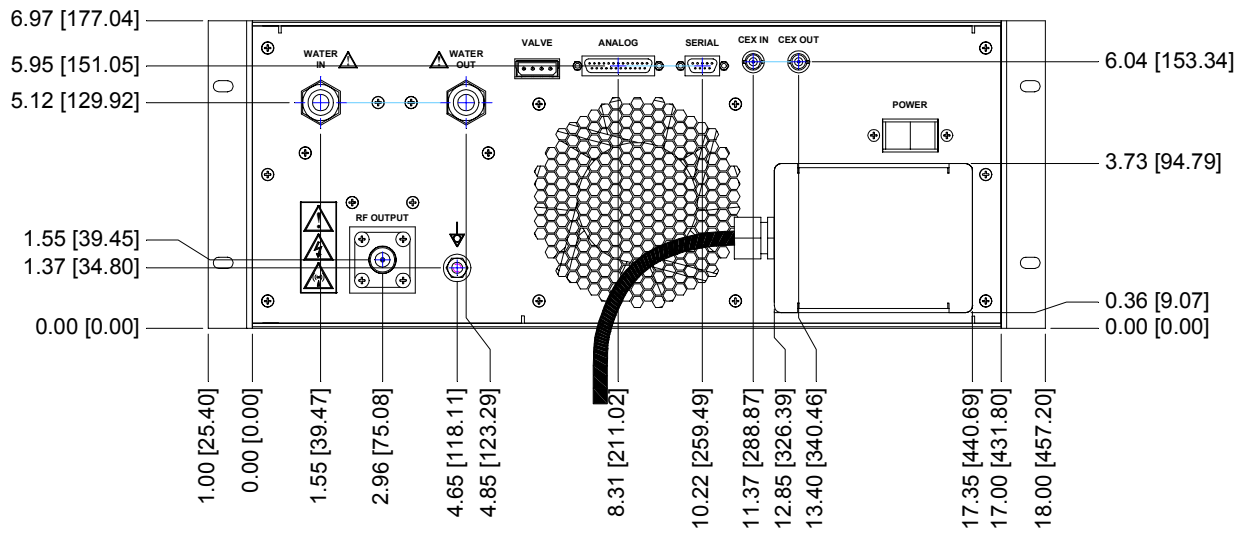 6.97 [177.04]
5.95 [151.05]
5.12 [129.92]
1.55 [39.45]
1.37 [34.80]
0.00 [0.00]
WATER
IN
WATER
OUT
VALVE
ANALOG
SERIAL
CEX IN
CEX OUT
POWER
RF OUTPUT
6.04 [153.34]
3.73 [94.79]
0.36 [9.07]
0.00 [0.00]
1.00 [25.40]
0.00 [0.00]
1.55 [39.47]
2.96 [75.08]
4.65 [118.11]
4.85 [123.29]
8.31 [211.02]
10.22 [259.49]
11.37 [288.87]
12.85 [326.39]
13.40 [340.46]
17.35 [440.69]
17.00 [431.80]
18.00 [457.20]